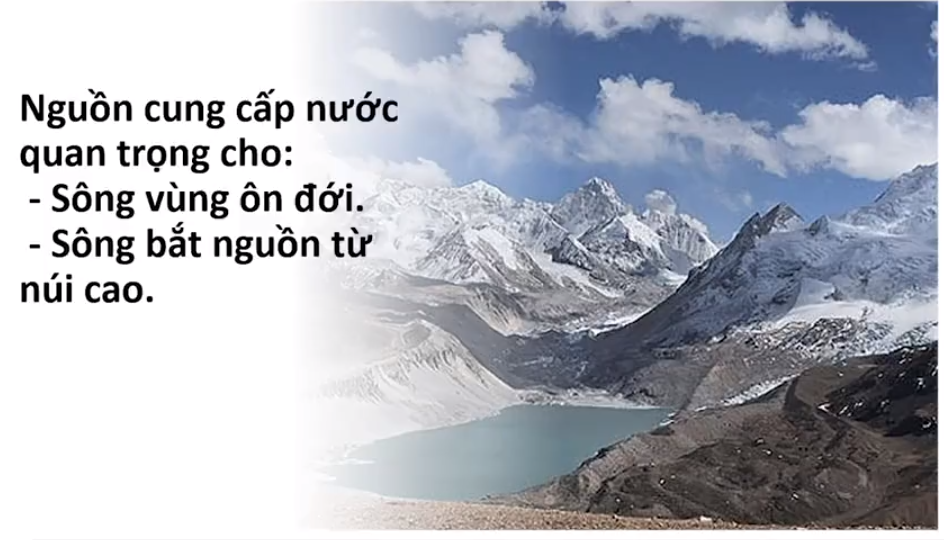 Nguồn cung cấp nước
quan trọng cho:
- Sông vùng ôn đới.
- Sông bắt nguồn từ
núi cao.